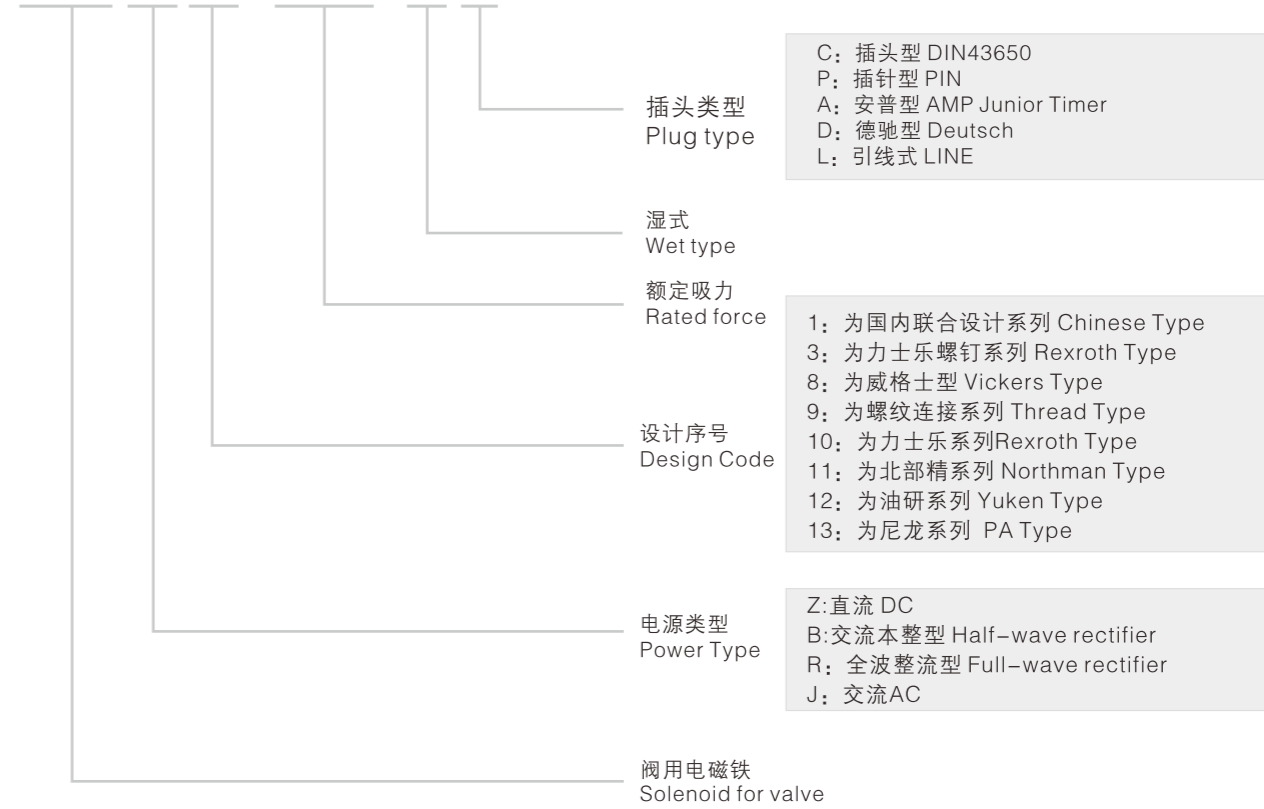 插头类型
Plug type
C：插头型 DIN43650
P：插针型 PIN
A：安普型 AMP Junior Timer
D：德驰型 Deutsch
L：引线式 LINE
湿式
Wet type
额定吸力
Rated force
设计序号
Design Code
1：为国内联合设计系列 Chinese Type
3：为力士乐螺钉系列 Rexroth Type
8：为威格士型 Vickers Type
9：为螺纹连接系列 Thread Type
10：为力士乐系列Rexroth Type
11：为北部精系列 Northman Type
12：为油研系列 Yuken Type
13：为尼龙系列 PA Type
电源类型
Power Type
Z:直流 DC
B:交流本整型 Half-wave rectifier
R：全波整流型 Full-wave rectifier
J：交流AC
阀用电磁铁
Solenoid for valve